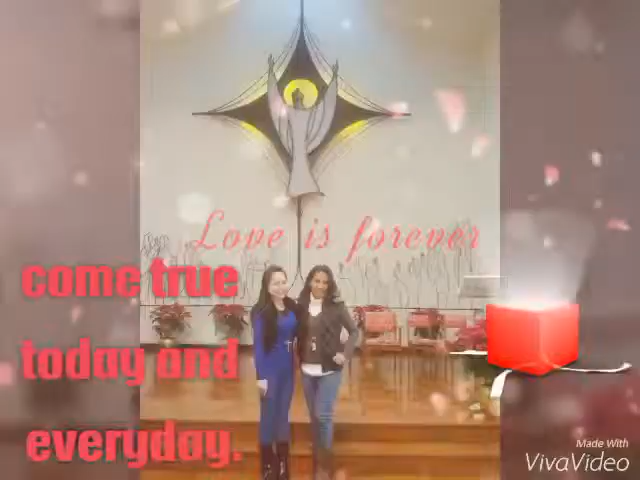 Love is forever
come true
today and
everyday.
Made With
VivaVideo